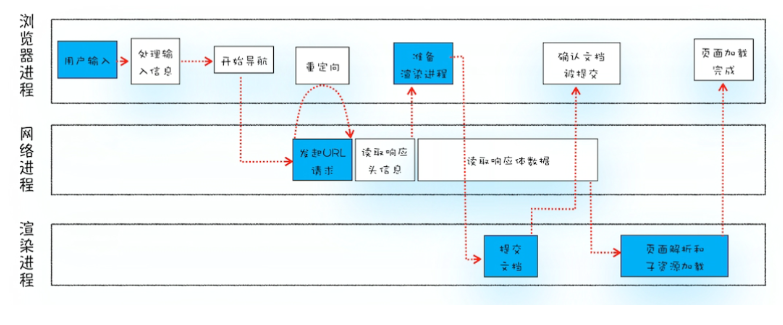 浏览器进程
用户输入
处理输
入信息
开始导航
重定向
准备
渲染进程
确认文档
被提交
页面加载
完成
网络进程
发起URL
请求
读取响应
头信息
读取响应体数据
渲染进程
提交
文档
页面解析和
子资源加载